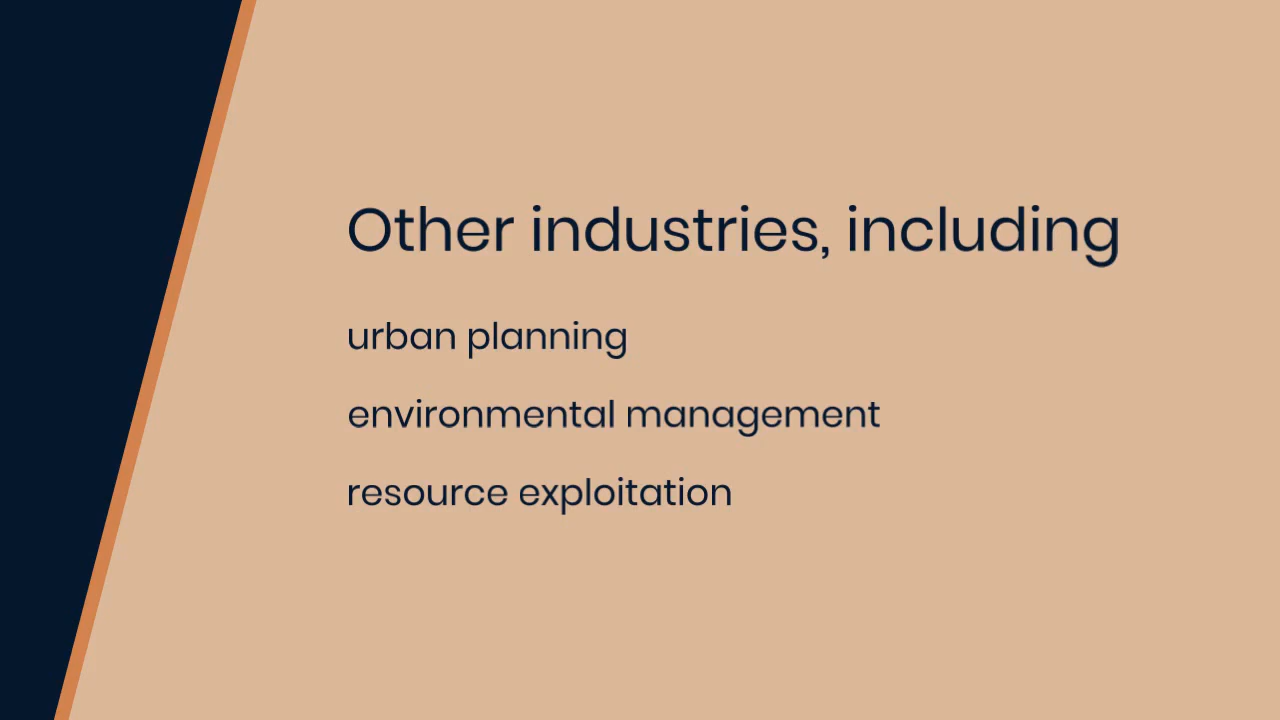 Other industries, including
urban planning
environmental management
resource exploitation